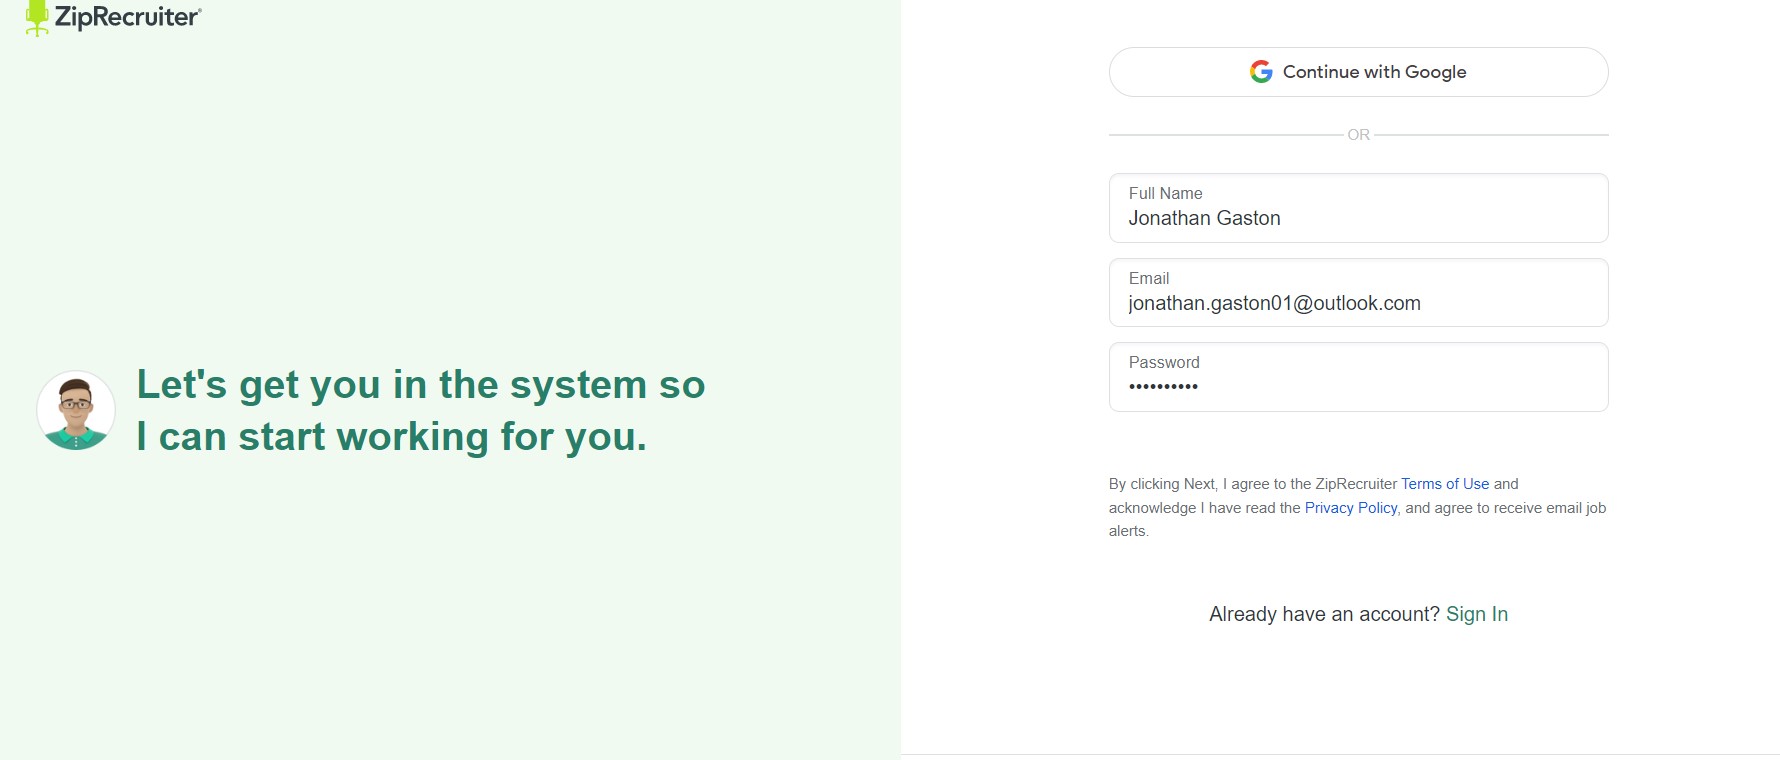 ZipRecruiter®
Let's get you in the system so
I can start working for you.
Continue with Google
OR
Full Name
Jonathan Gaston
Email
jonathan.gaston01@outlook.com
Password
••••••••••
By clicking Next, I agree to the ZipRecruiter Terms of Use and
acknowledge I have read the Privacy Policy, and agree to receive email job
alerts.
Already have an account? Sign In